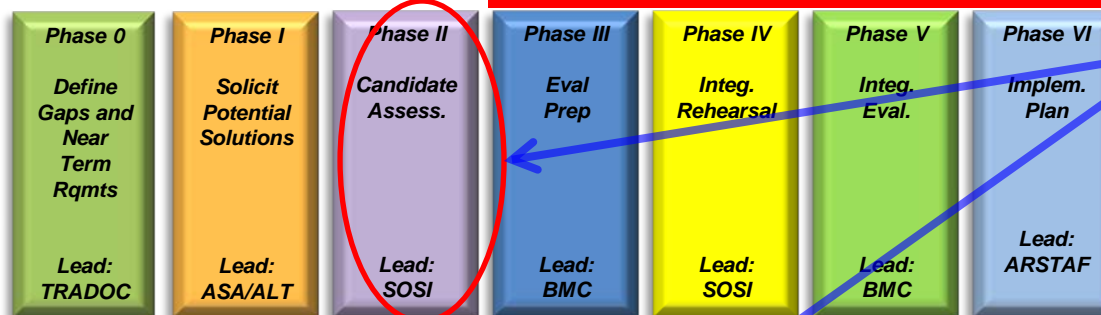 Phase 0
Define
Gaps and
Near
Term
Rqmts
Lead:
TRADOC
Phase I
Solicit
Potential
Solutions
Lead:
ASA/ALT
Phase II
Candidate
Assess.
Lead:
SOSI
Phase III
Eval
Prep
Lead:
BMC
Phase IV
Integ.
Rehearsal
Lead:
SOSI
Phase V
Integ.
Eval.
Lead:
BMC
Phase VI
Implem.
Plan
Lead:
ARSTAF